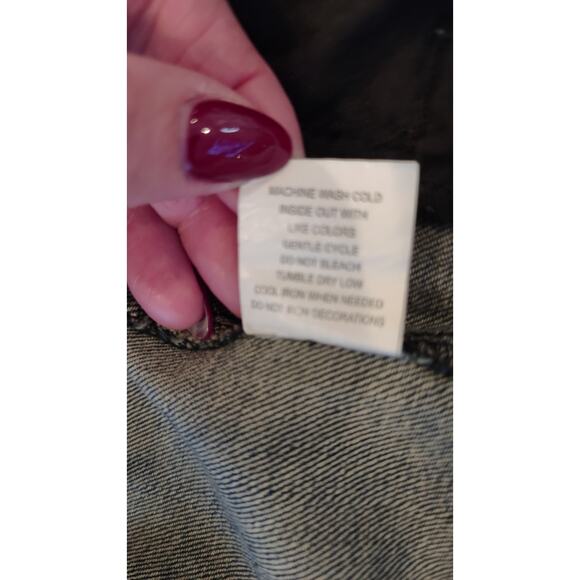 MACHINE WASH COLD
INSIDE OUT WITH
LIKE COLORS
GENTLE CYCLE
DO NOT BLEACH
TUMBLE DRY LOW
COOL IRON WHEN NEEDED
DO NOT IRON DECORATIONS